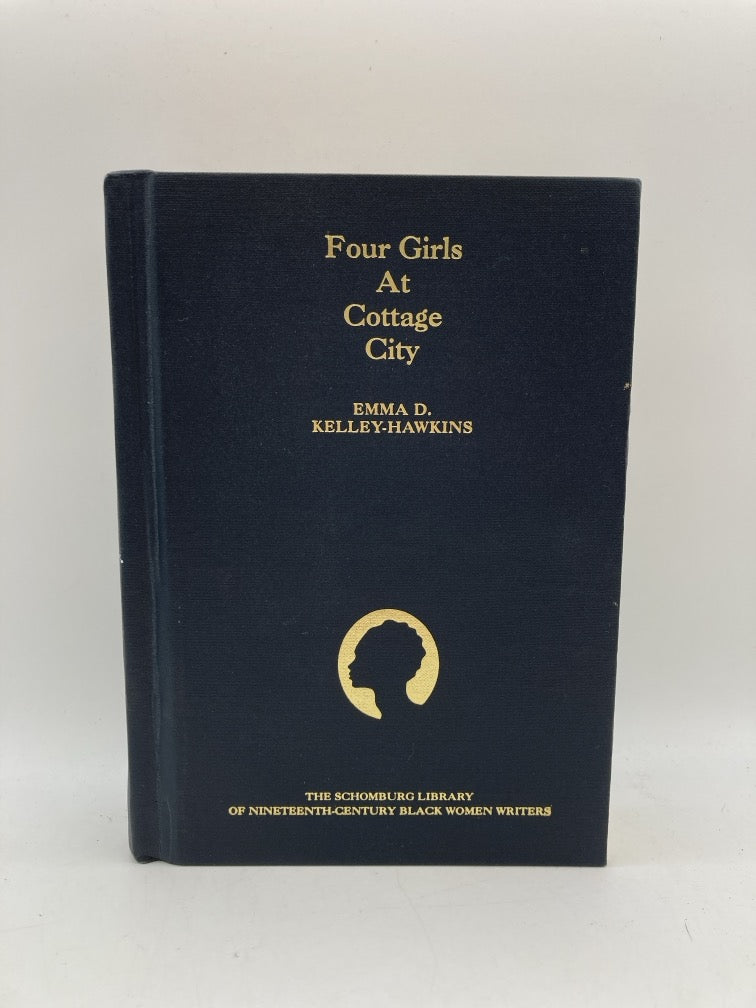 Four Girls
At
Cottage
City
EMMA D.
KELLEY-HAWKINS
THE SCHOMBURG LIBRARY
OF NINETEENTH-CENTURY BLACK WOMEN WRITERS